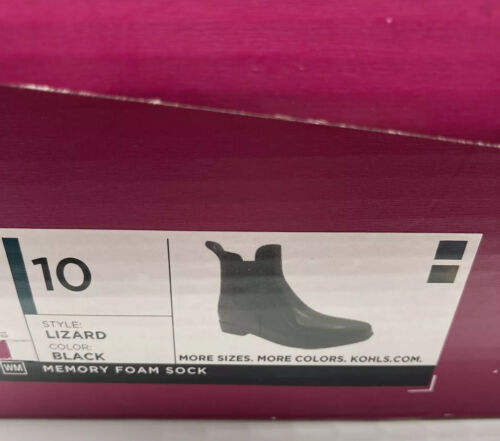 10
STYLE:
LIZARD
COLOR:
BLACK
MORE SIZES. MORE COLORS. KOHLS.COM.
WM MEMORY FOAM SOCK